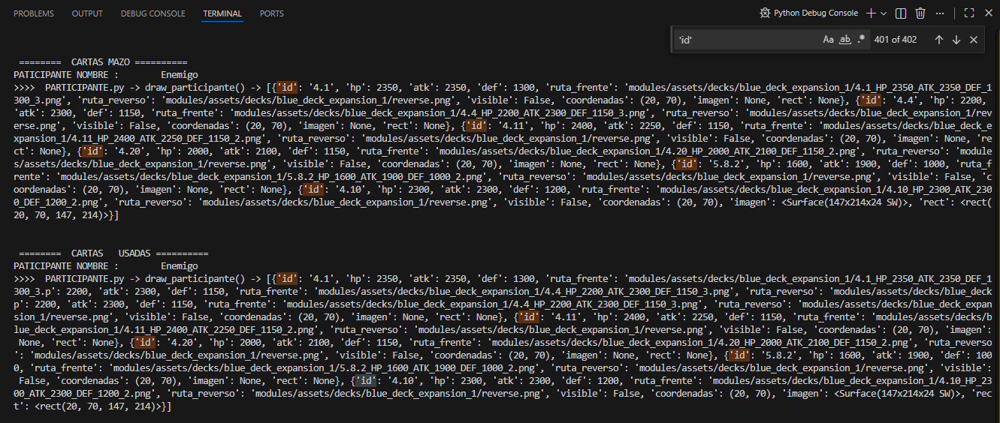 PROBLEMS OUTPUT DEBUG CONSOLE TERMINAL PORTS Python Debug Console
'id' Aa ab .* 401 of 402
======== CARTAS MAZO ==========
PATICIPANTE NOMBRE : Enemigo
>>>> PARTICIPANTE.py -> draw_participante() -> [{'id': '4.1', 'hp': 2350, 'atk': 2350, 'def': 1300, 'ruta_frente': 'modules/assets/decks/blue_deck_expansion_1/4.1_HP_2350_ATK_2350_DEF_1
300_3.png', 'ruta_reverso': 'modules/assets/decks/blue_deck_expansion_1/reverse.png', 'visible': False, 'coordenadas': (20, 70), 'imagen': None, 'rect': None}, {'id': '4.4', 'hp': 2200,
'atk': 2300, 'def': 1150, 'ruta_frente': 'modules/assets/decks/blue_deck_expansion_1/4.4_HP_2200_ATK_2300_DEF_1150_3.png', 'ruta_reverso': 'modules/assets/decks/blue_deck_expansion_1/rev
erse.png', 'visible': False, 'coordenadas': (20, 70), 'imagen': None, 'rect': None}, {'id': '4.11', 'hp': 2400, 'atk': 2250, 'def': 1150, 'ruta_frente': 'modules/assets/decks/blue_deck_e
xpansion_1/4.11_HP_2400_ATK_2250_DEF_1150_2.png', 'ruta_reverso': 'modules/assets/decks/blue_deck_expansion_1/reverse.png', 'visible': False, 'coordenadas': (20, 70), 'imagen': None, 're
ct': None}, {'id': '4.20', 'hp': 2000, 'atk': 2100, 'def': 1150, 'ruta_frente': 'modules/assets/decks/blue_deck_expansion_1/4.20_HP_2000_ATK_2100_DEF_1150_2.png', 'ruta_reverso': 'module
s/assets/decks/blue_deck_expansion_1/reverse.png', 'visible': False, 'coordenadas': (20, 70), 'imagen': None, 'rect': None}, {'id': '5.8.2', 'hp': 1600, 'atk': 1900, 'def': 1000, 'ruta_f
rente': 'modules/assets/decks/blue_deck_expansion_1/5.8.2_HP_1600_ATK_1900_DEF_1000_2.png', 'ruta_reverso': 'modules/assets/decks/blue_deck_expansion_1/reverse.png', 'visible': False, 'c
oordenadas': (20, 70), 'imagen': None, 'rect': None}, {'id': '4.10', 'hp': 2300, 'atk': 2300, 'def': 1200, 'ruta_frente': 'modules/assets/decks/blue_deck_expansion_1/4.10_HP_2300_ATK_230
0_DEF_1200_2.png', 'ruta_reverso': 'modules/assets/decks/blue_deck_expansion_1/reverse.png', 'visible': False, 'coordenadas': (20, 70), 'imagen': <Surface(147x214x24 SW)>, 'rect': <rect(
20, 70, 147, 214)>}]
======== CARTAS USADAS ==========
PATICIPANTE NOMBRE : Enemigo
>>>> PARTICIPANTE.py -> draw_participante() -> [{'id': '4.1', 'hp': 2350, 'atk': 2350, 'def': 1300, 'ruta_frente': 'modules/assets/decks/blue_deck_expansion_1/4.1_HP_2350_ATK_2350_DEF_1
300_3.p': 2200, 'atk': 2300, 'def': 1150, 'ruta_frente': 'modules/assets/decks/blue_deck_expansion_1/4.4_HP_2200_ATK_2300_DEF_1150_3.png', 'ruta_reverso': 'modules/assets/decks/blue_deck
p': 2200, 'atk': 2300, 'def': 1150, 'ruta_frente': 'modules/assets/decks/blue_deck_expansion_1/4.4_HP_2200_ATK_2300_DEF_1150_3.png', 'ruta_reverso': 'modules/assets/decks/blue_deck_expan
sion_1/reverse.png', 'visible': False, 'coordenadas': (20, 70), 'imagen': None, 'rect': None}, {'id': '4.11', 'hp': 2400, 'atk': 2250, 'def': 1150, 'ruta_frente': 'modules/assets/decks/b
lue_deck_expansion_1/4.11_HP_2400_ATK_2250_DEF_1150_2.png', 'ruta_reverso': 'modules/assets/decks/blue_deck_expansion_1/reverse.png', 'visible': False, 'coordenadas': (20, 70), 'imagen':
None, 'rect': None}, {'id': '4.20', 'hp': 2000, 'atk': 2100, 'def': 1150, 'ruta_frente': 'modules/assets/decks/blue_deck_expansion_1/4.20_HP_2000_ATK_2100_DEF_1150_2.png', 'ruta_reverso
': 'modules/assets/decks/blue_deck_expansion_1/reverse.png', 'visible': False, 'coordenadas': (20, 70), 'imagen': None, 'rect': None}, {'id': '5.8.2', 'hp': 1600, 'atk': 1900, 'def': 100
0, 'ruta_frente': 'modules/assets/decks/blue_deck_expansion_1/5.8.2_HP_1600_ATK_1900_DEF_1000_2.png', 'ruta_reverso': 'modules/assets/decks/blue_deck_expansion_1/reverse.png', 'visible':
False, 'coordenadas': (20, 70), 'imagen': None, 'rect': None}, {'id': '4.10', 'hp': 2300, 'atk': 2300, 'def': 1200, 'ruta_frente': 'modules/assets/decks/blue_deck_expansion_1/4.10_HP_23
00_ATK_2300_DEF_1200_2.png', 'ruta_reverso': 'modules/assets/decks/blue_deck_expansion_1/reverse.png', 'visible': False, 'coordenadas': (20, 70), 'imagen': <Surface(147x214x24 SW)>, 'rec
t': <rect(20, 70, 147, 214)>}]